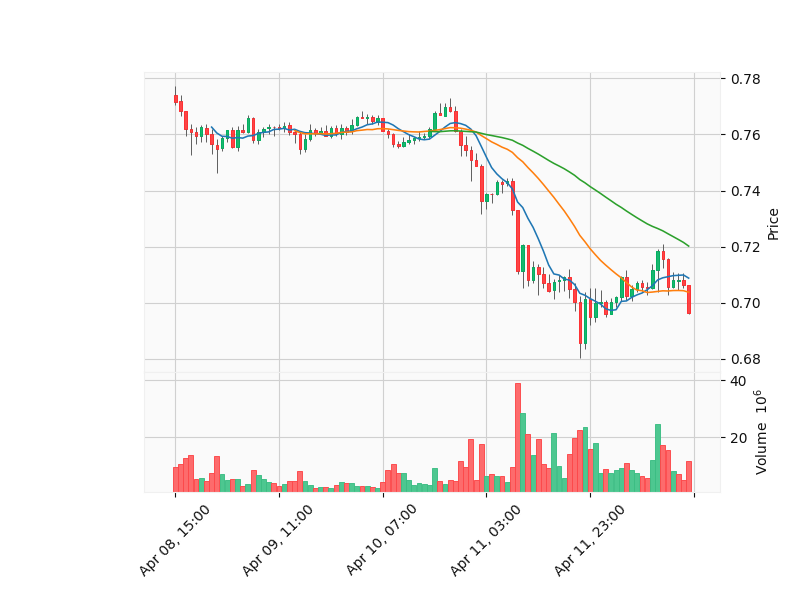 0.78
0.76
0.74
0.72
0.70
0.68
Price
40
20
Volume 10^6
Apr 08, 15:00
Apr 09, 11:00
Apr 10, 07:00
Apr 11, 03:00
Apr 11, 23:00